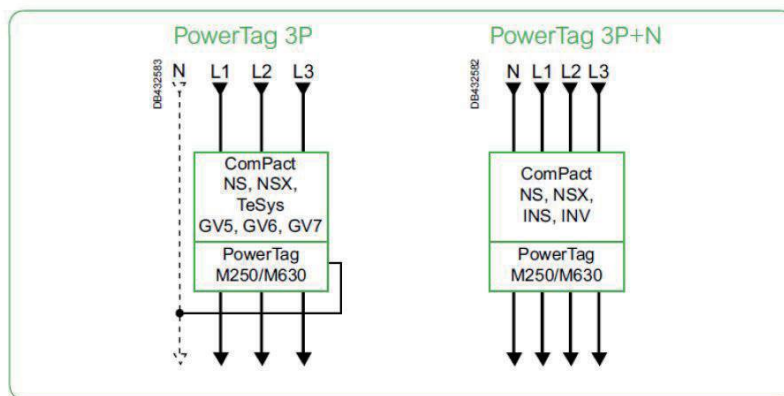 PowerTag 3P
DB432583
N L1 L2 L3
ComPact
NS, NSX,
TeSys
GV5, GV6, GV7
PowerTag
M250/M630
PowerTag 3P+N
DB432582
N L1 L2 L3
ComPact
NS, NSX,
INS, INV
PowerTag
M250/M630